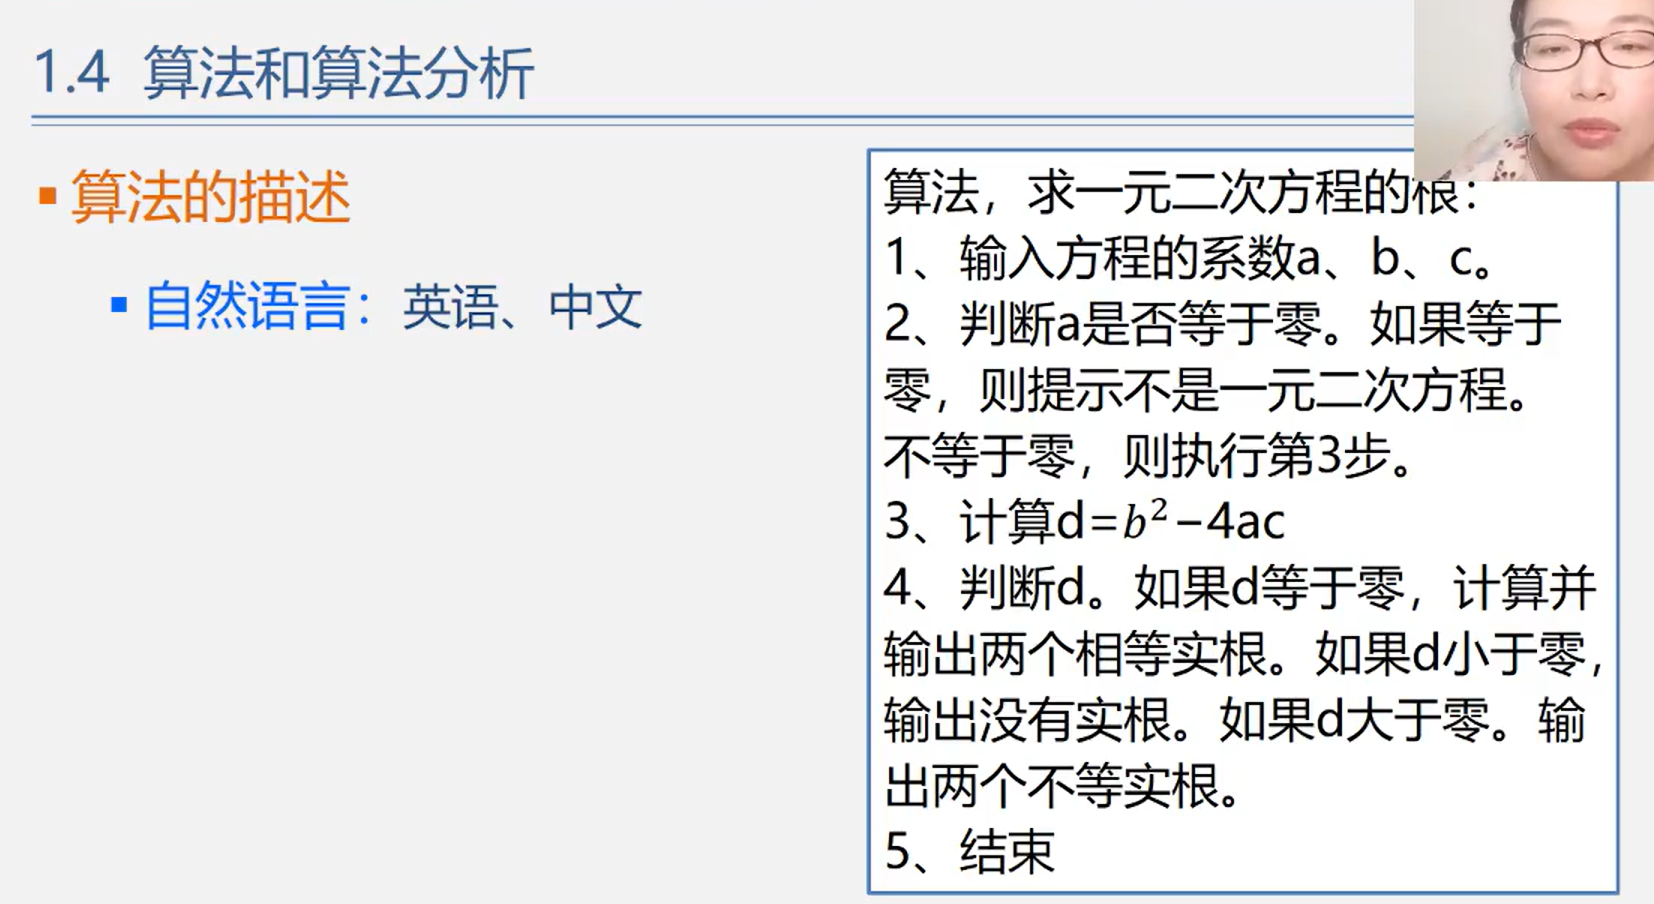 1.4 算法和算法分析
算法的描述
自然语言：英语、中文
算法，求一元二次方程的根：
1、输入方程的系数a、b、c。
2、判断a是否等于零。如果等于
零，则提示不是一元二次方程。
不等于零，则执行第3步。
3、计算d=b²−4ac
4、判断d。如果d等于零，计算并
输出两个相等实根。如果d小于零，
输出没有实根。如果d大于零。输
出两个不等实根。
5、结束